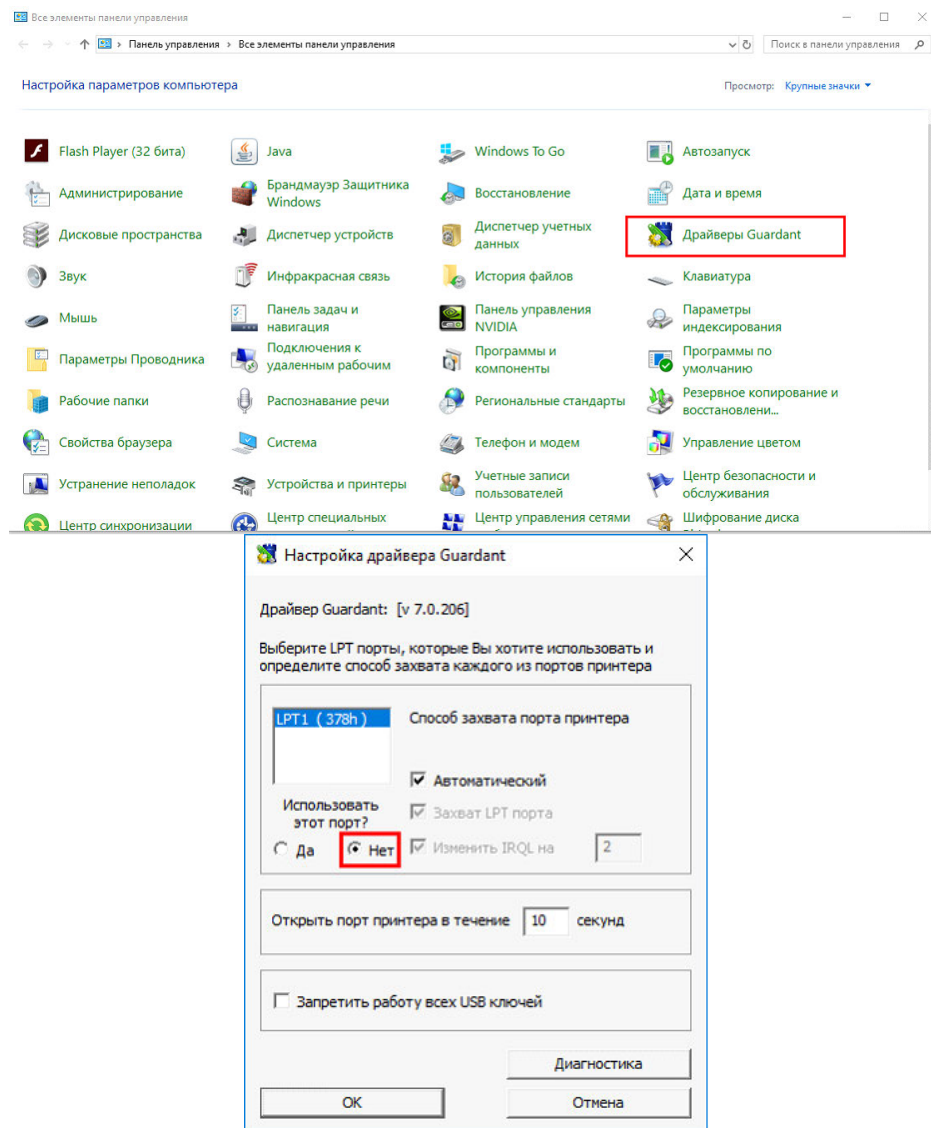 Все элементы панели управления
Панель управления › Все элементы панели управления
Поиск в панели управления
Настройка параметров компьютера
Просмотр: Крупные значки
Flash Player (32 бита)
Java
Windows To Go
Автозапуск
Администрирование
Брандмауэр Защитника
Windows
Восстановление
Дата и время
Дисковые пространства
Диспетчер устройств
Диспетчер учетных
данных
Драйверы Guardant
Звук
Инфракрасная связь
История файлов
Клавиатура
Мышь
Панель задач и
навигация
Панель управления
NVIDIA
Параметры
индексирования
Параметры Проводника
Подключения к
удаленным рабочим
Программы и
компоненты
Программы по
умолчанию
Рабочие папки
Распознавание речи
Региональные стандарты
Резервное копирование и
восстановлени...
Свойства браузера
Система
Телефон и модем
Управление цветом
Устранение неполадок
Устройства и принтеры
Учетные записи
пользователей
Центр безопасности и
обслуживания
Центр синхронизации
Центр специальных
Центр управления сетями
Шифрование диска
Настройка драйвера Guardant
Драйвер Guardant: [v 7.0.206]
Выберите LPT порты, которые Вы хотите использовать и
определите способ захвата каждого из портов принтера
LPT1 ( 378h )
Способ захвата порта принтера
Автоматический
Использовать
этот порт?
Захват LPT порта
Да
Нет
Изменить IRQL на
2
Открыть порт принтера в течение 10 секунд
Запретить работу всех USB ключей
Диагностика
OK
Отмена